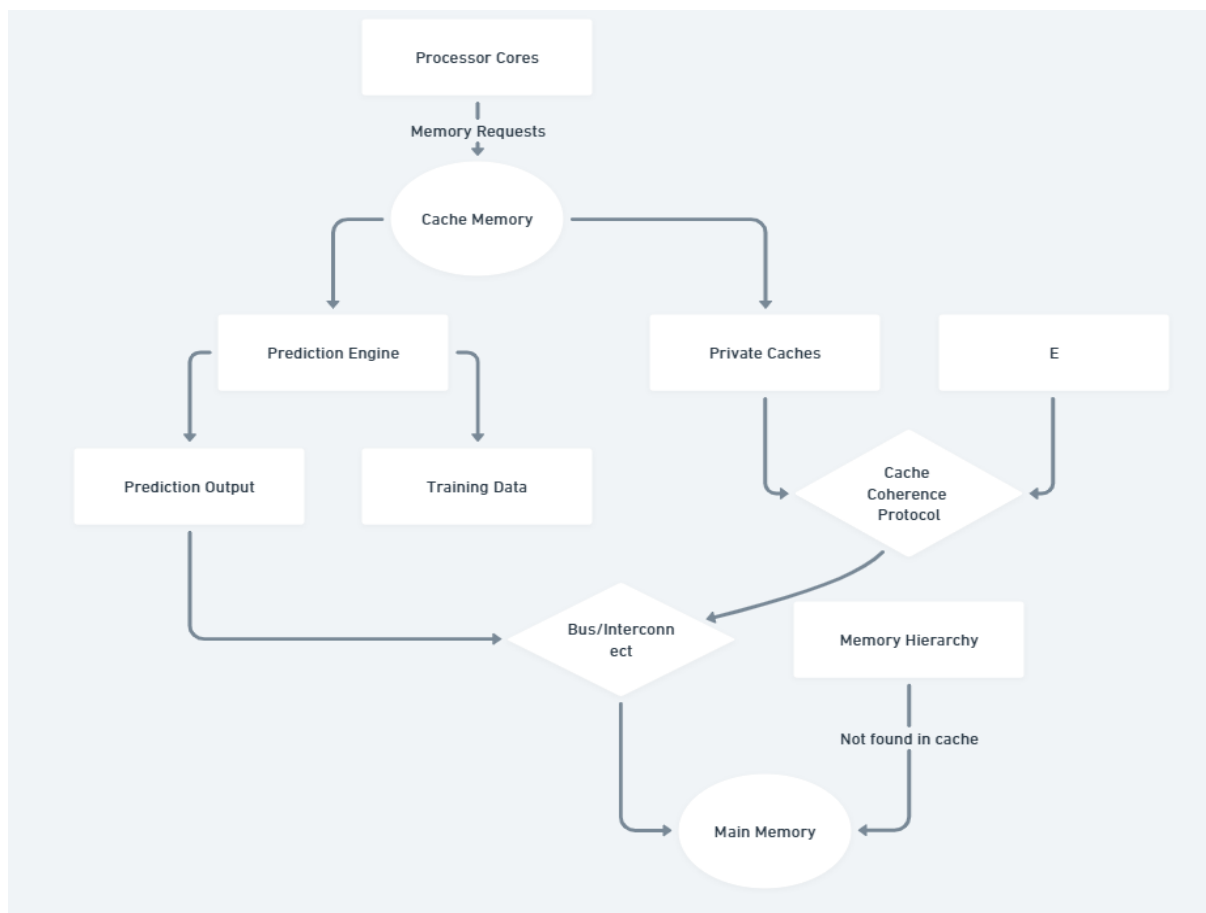 Processor Cores
Memory Requests
Cache Memory
Prediction Engine
Private Caches
E
Prediction Output
Training Data
Cache
Coherence
Protocol
Bus/Interconn
ect
Memory Hierarchy
Not found in cache
Main Memory